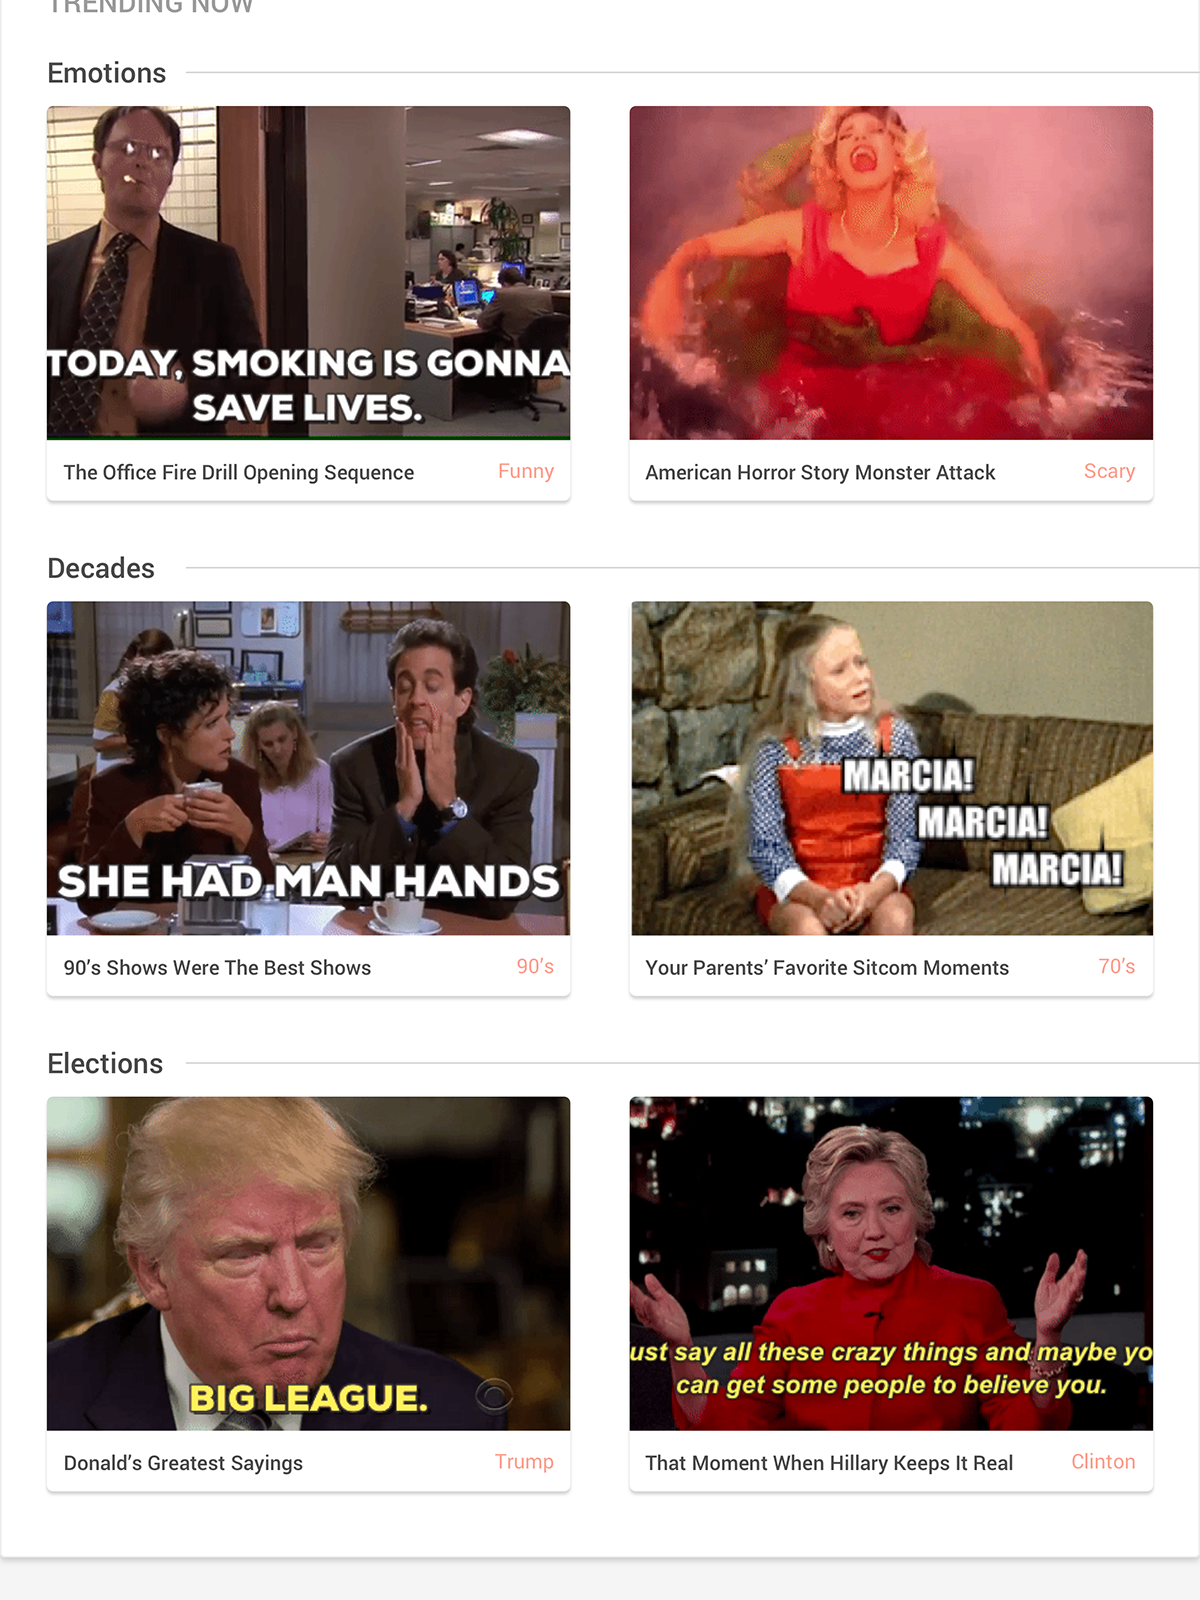 TRENDING NOW
Emotions
TODAY, SMOKING IS GONNA
SAVE LIVES.
The Office Fire Drill Opening Sequence
Funny
American Horror Story Monster Attack
Scary
Decades
SHE HAD MAN HANDS
90’s Shows Were The Best Shows
90’s
MARCIA!
MARCIA!
MARCIA!
Your Parents’ Favorite Sitcom Moments
70’s
Elections
BIG LEAGUE.
Donald’s Greatest Sayings
Trump
ust say all these crazy things and maybe yo
can get some people to believe you.
That Moment When Hillary Keeps It Real
Clinton